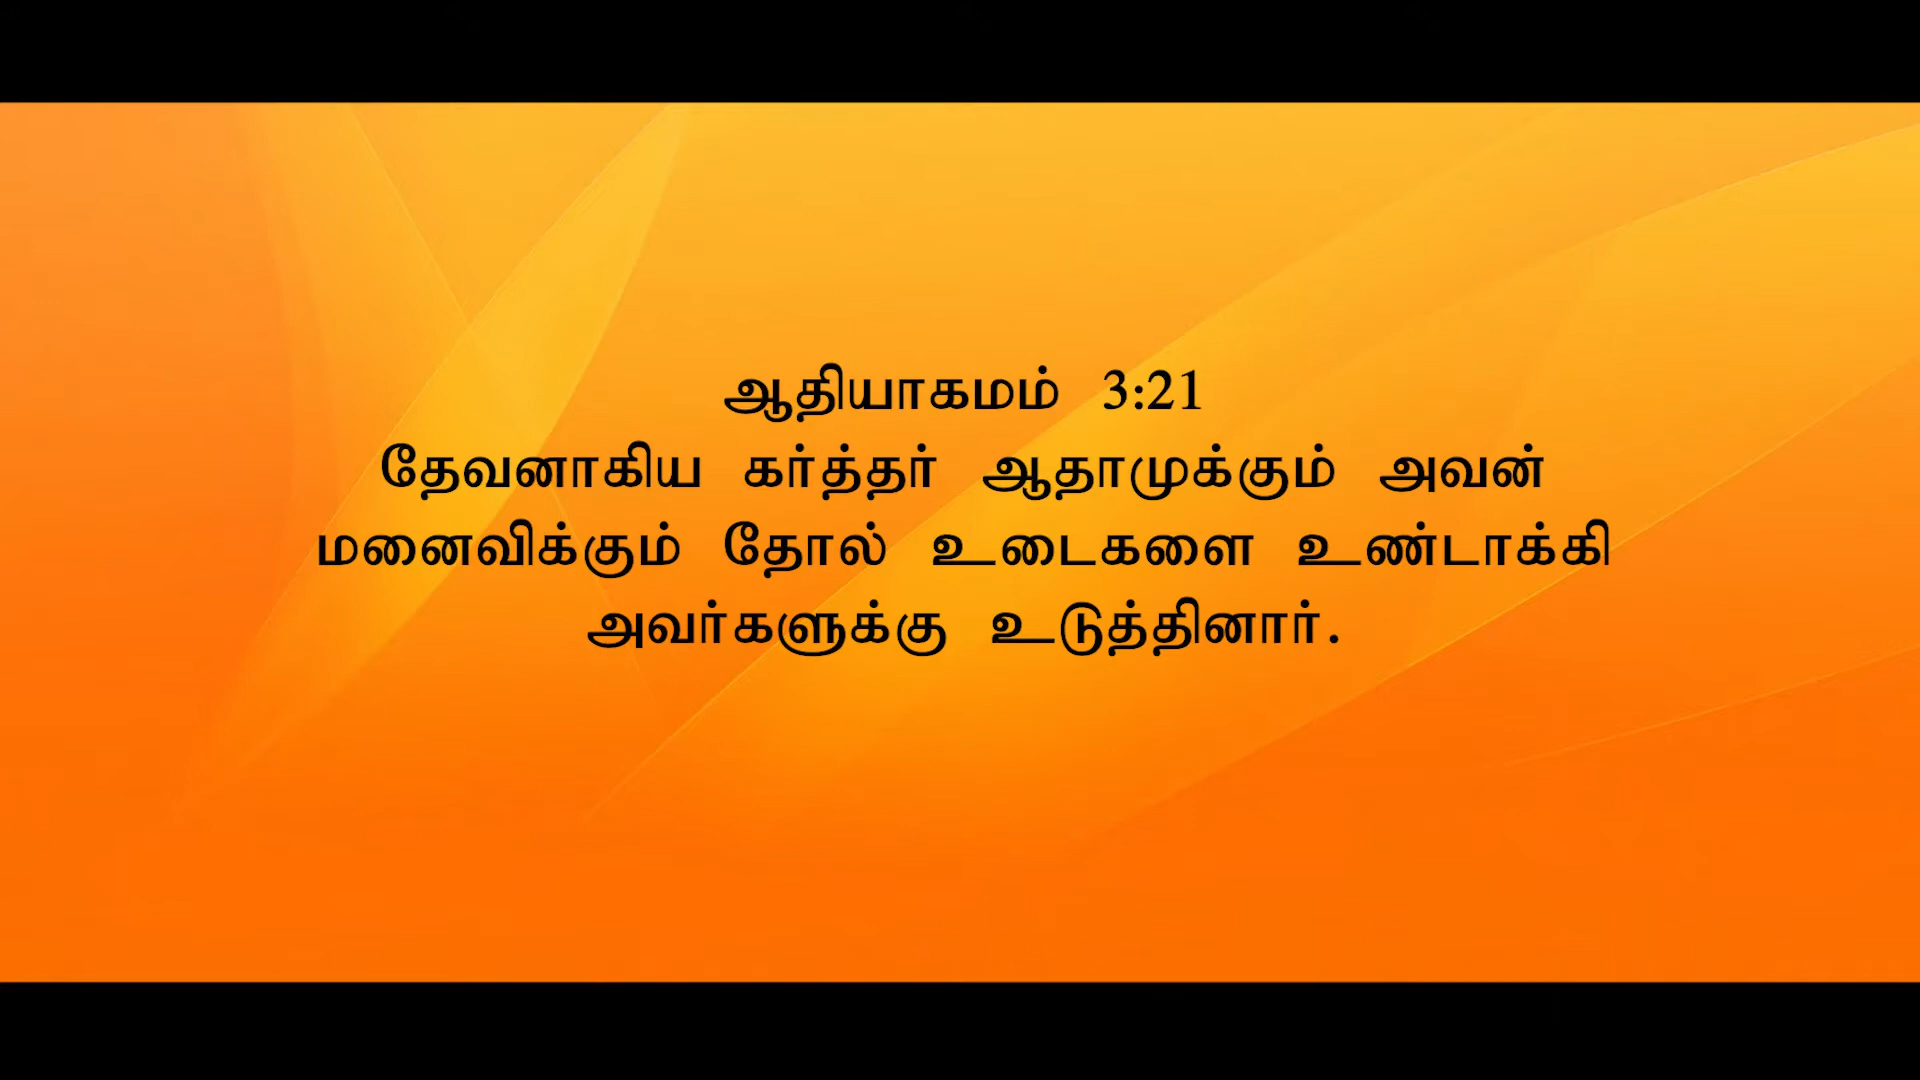 ஆதியாகமம் 3:21
தேவனாகிய கர்த்தர் ஆதாமுக்கும் அவன்
மனைவிக்கும் தோல் உடைகளை உண்டாக்கி
அவர்களுக்கு உடுத்தினார்.